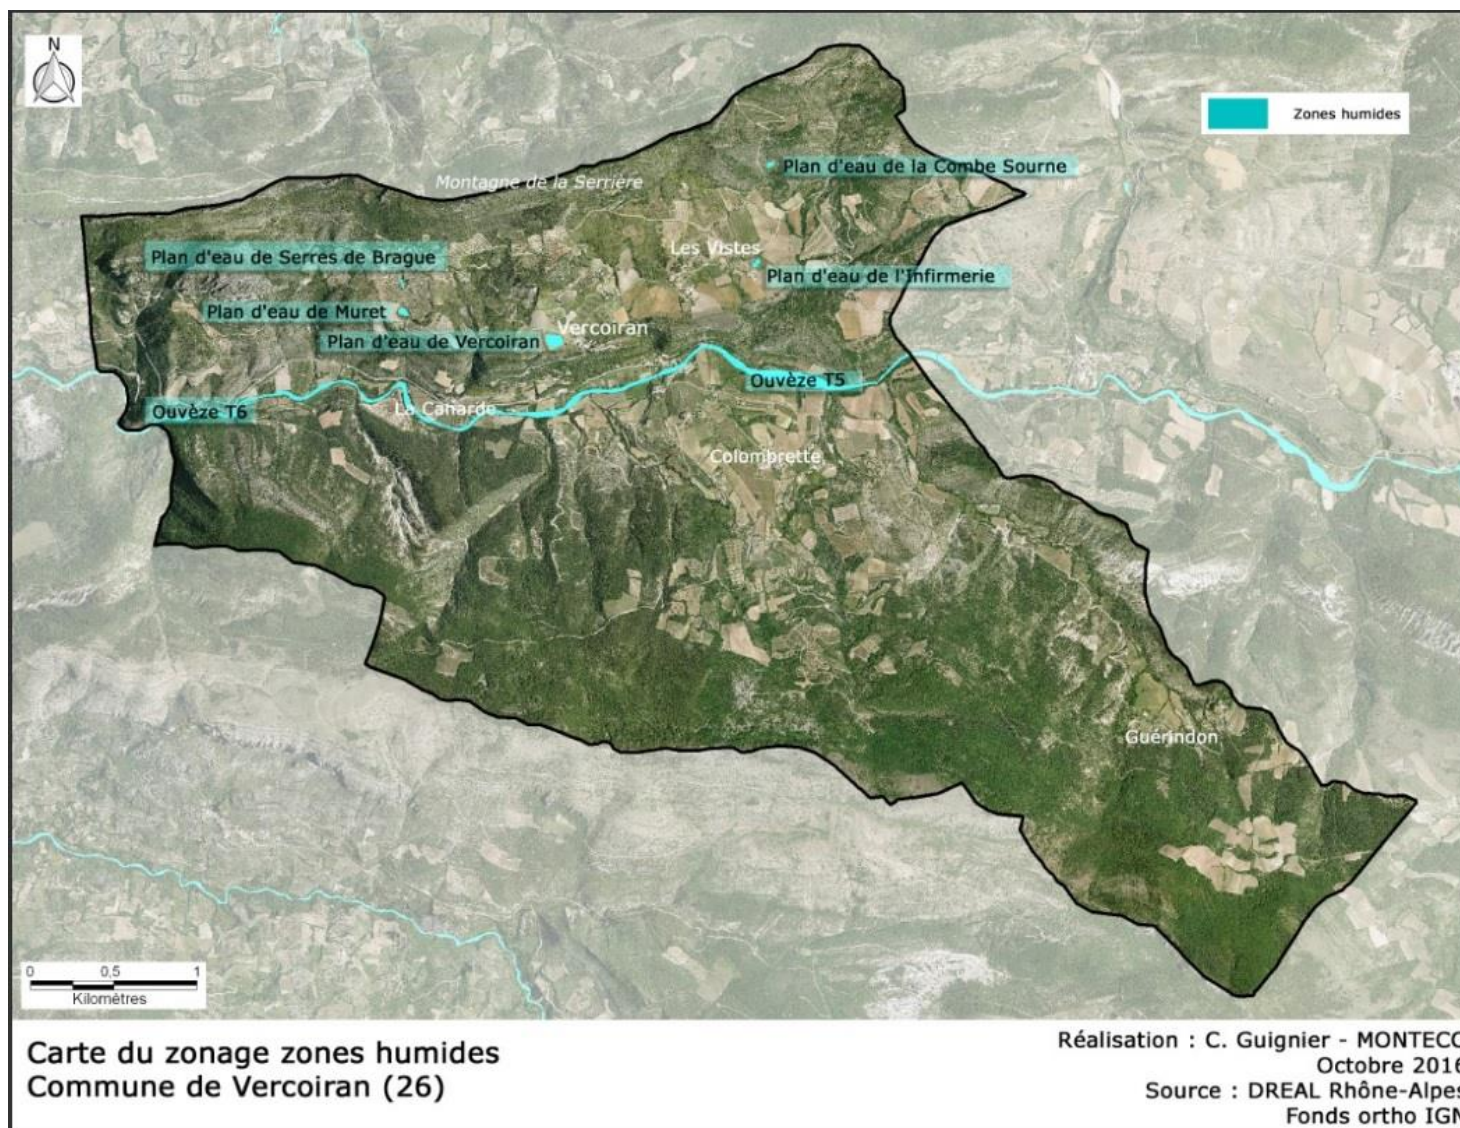 N
Zones humides
Plan d'eau de la Combe Sourne
Montagne de la Serrière
Les Vistes
Plan d'eau de Serres de Brague
Plan d'eau de l'Infirmerie
Plan d'eau de Muret
Vercoiran
Plan d'eau de Vercoiran
Ouvèze T5
Ouvèze T6
La Canarde
Colombrette
Guérindon
0 0,5 1
Kilomètres
Carte du zonage zones humides
Commune de Vercoiran (26)
Réalisation : C. Guignier - MONTECO
Octobre 2016
Source : DREAL Rhône-Alpes
Fonds ortho IGN